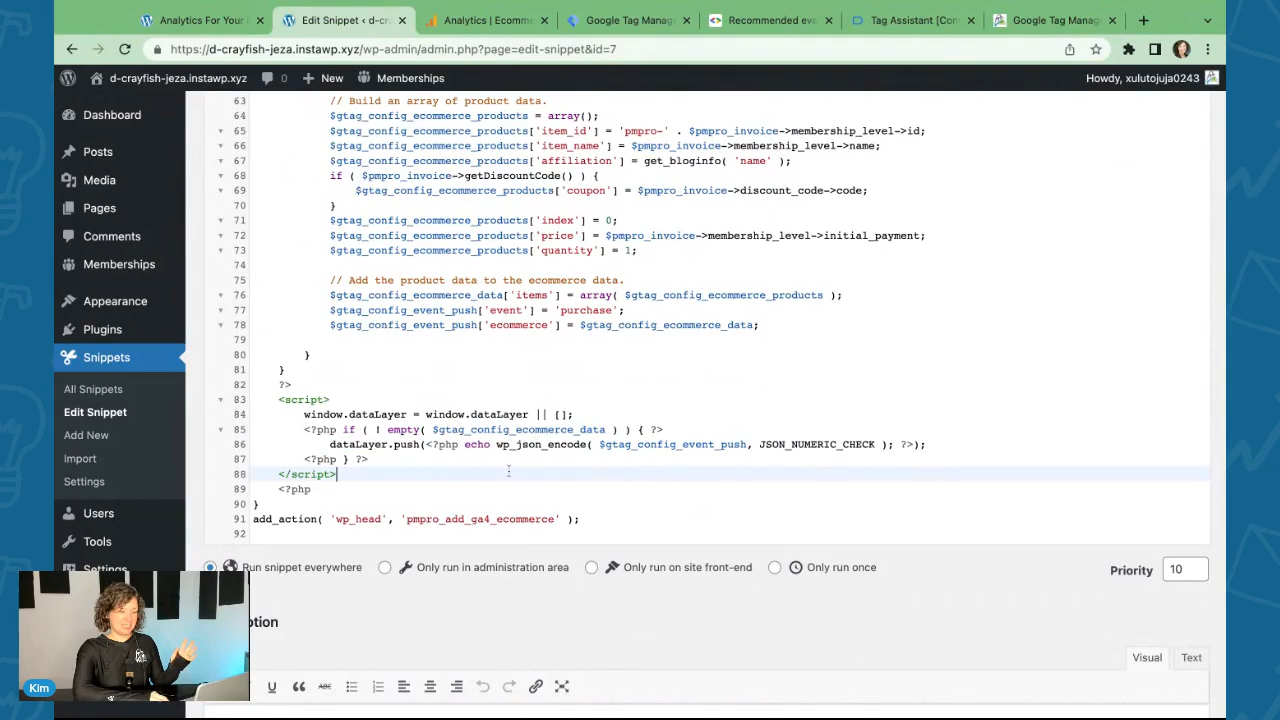 Analytics For Your
Edit Snippet ‹ d-cra
Analytics | Ecomme
Google Tag Manage
Recommended eve
Tag Assistant [Con
Google Tag Manag
https://d-crayfish-jeza.instawp.xyz/wp-admin/admin.php?page=edit-snippet&id=7
d-crayfish-jeza.instawp.xyz
0
New
Memberships
Howdy, xulutojuja0243
Dashboard
Posts
Media
Pages
Comments
Memberships
Appearance
Plugins
Snippets
All Snippets
Edit Snippet
Add New
Import
Settings
Users
Tools
Settings
63 // Build an array of product data.
64 $gtag_config_ecommerce_products = array();
65 $gtag_config_ecommerce_products['item_id'] = 'pmpro-' . $pmpro_invoice->membership_level->id;
66 $gtag_config_ecommerce_products['item_name'] = $pmpro_invoice->membership_level->name;
67 $gtag_config_ecommerce_products['affiliation'] = get_bloginfo( 'name' );
68 if ( $pmpro_invoice->getDiscountCode() ) {
69 $gtag_config_ecommerce_products['coupon'] = $pmpro_invoice->discount_code->code;
70 }
71 $gtag_config_ecommerce_products['index'] = 0;
72 $gtag_config_ecommerce_products['price'] = $pmpro_invoice->membership_level->initial_payment;
73 $gtag_config_ecommerce_products['quantity'] = 1;
74
75 // Add the product data to the ecommerce data.
76 $gtag_config_ecommerce_data['items'] = array( $gtag_config_ecommerce_products );
77 $gtag_config_event_push['event'] = 'purchase';
78 $gtag_config_event_push['ecommerce'] = $gtag_config_ecommerce_data;
79
80 }
81 }
82 ?>
83 <script>
84 window.dataLayer = window.dataLayer || [];
85 <?php if ( ! empty( $gtag_config_ecommerce_data ) ) { ?>
86 dataLayer.push(<?php echo wp_json_encode( $gtag_config_event_push, JSON_NUMERIC_CHECK ); ?>);
87 <?php } ?>
88 </script>
89 <?php
90 }
91 add_action( 'wp_head', 'pmpro_add_ga4_ecommerce' );
92
Run snippet everywhere
Only run in administration area
Only run on site front-end
Only run once
Priority
10
ption
Visual
Text
U
ABC
Kim